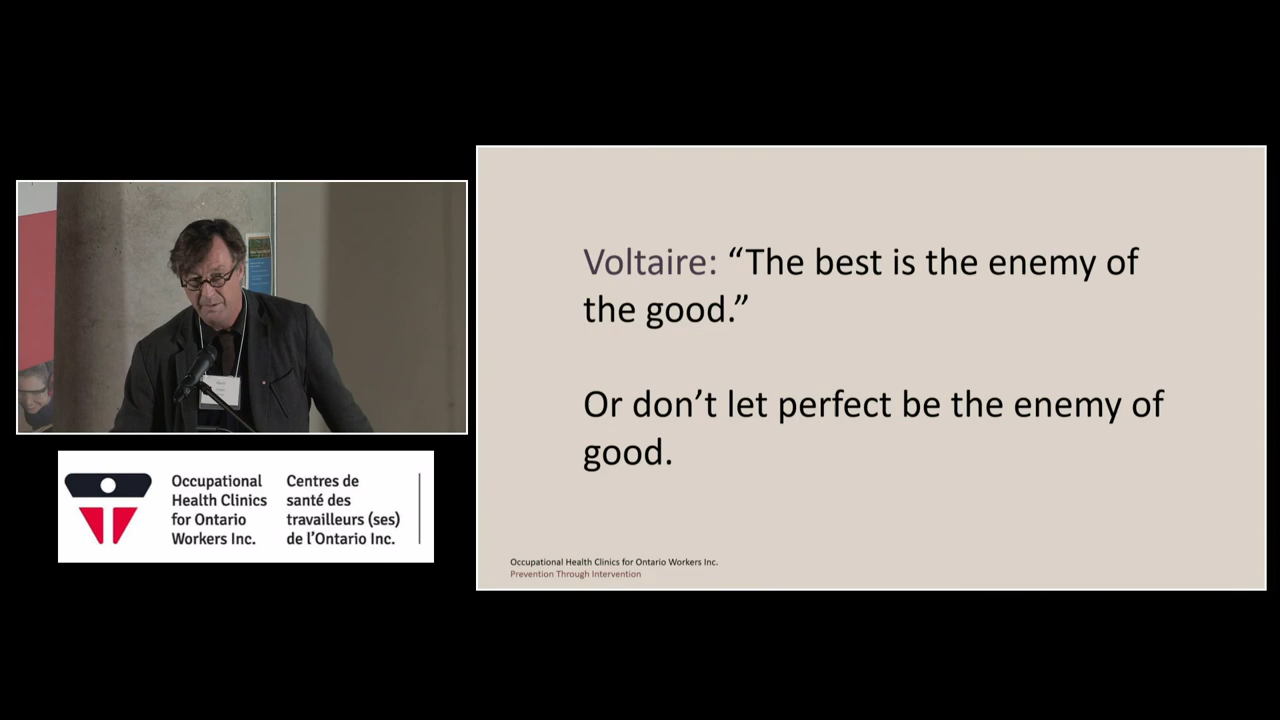 Voltaire: “The best is the enemy of
the good.”
Or don’t let perfect be the enemy of
good.
Occupational Health Clinics for Ontario Workers Inc.
Prevention Through Intervention
Occupational
Health Clinics
for Ontario
Workers Inc.
Centres de
santé des
travailleurs (ses)
de l’Ontario Inc.